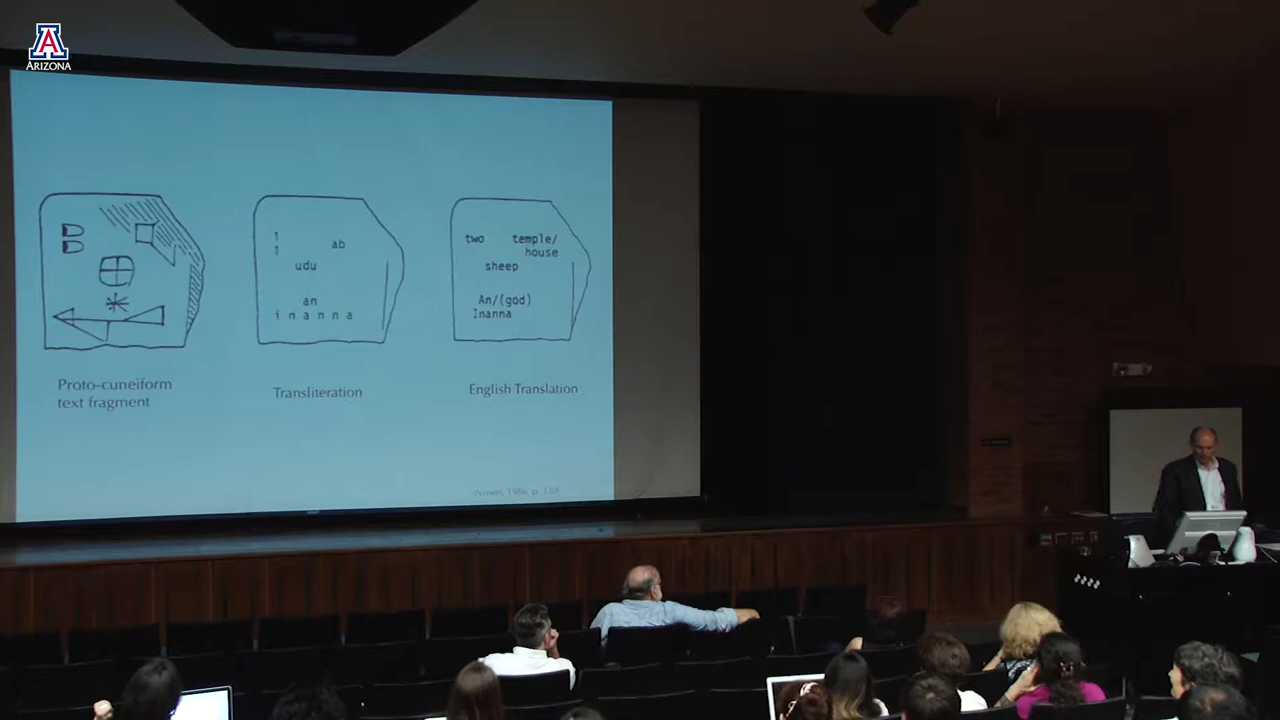 A
ARIZONA
1
1
ab
udu
an
inanna
two
temple/
house
sheep
An/(god)
Inanna
Proto-cuneiform
text fragment
Transliteration
English Translation